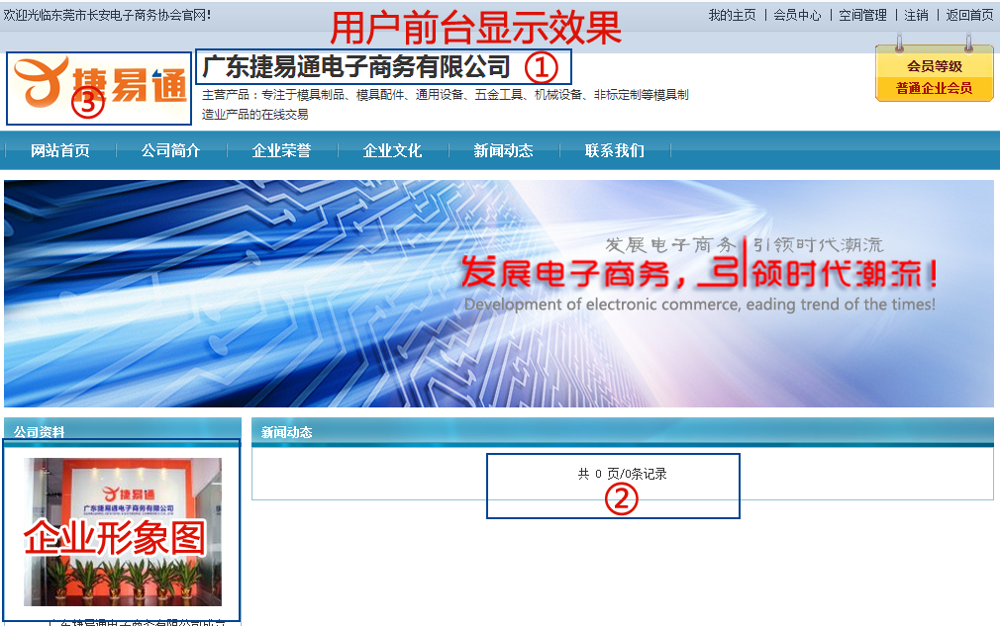 欢迎光临东莞市长安电子商务协会官网!
我的主页 | 会员中心 | 空间管理 | 注销 | 返回首页
用户前台显示效果
捷易通
③
广东捷易通电子商务有限公司 ①
主营产品：专注于模具制品、模具配件、通用设备、五金工具、机械设备、非标定制等模具制
造业产品的在线交易
会员等级
普通企业会员
网站首页 公司简介 企业荣誉 企业文化 新闻动态 联系我们
发展电子商务 引领时代潮流
发展电子商务，引领时代潮流！
Development of electronic commerce, eading trend of the times!
公司资料
新闻动态
共 0 页/0条记录
②
捷易通
广东捷易通电子商务有限公司
企业形象图
广东捷易通电子商务有限公司成立